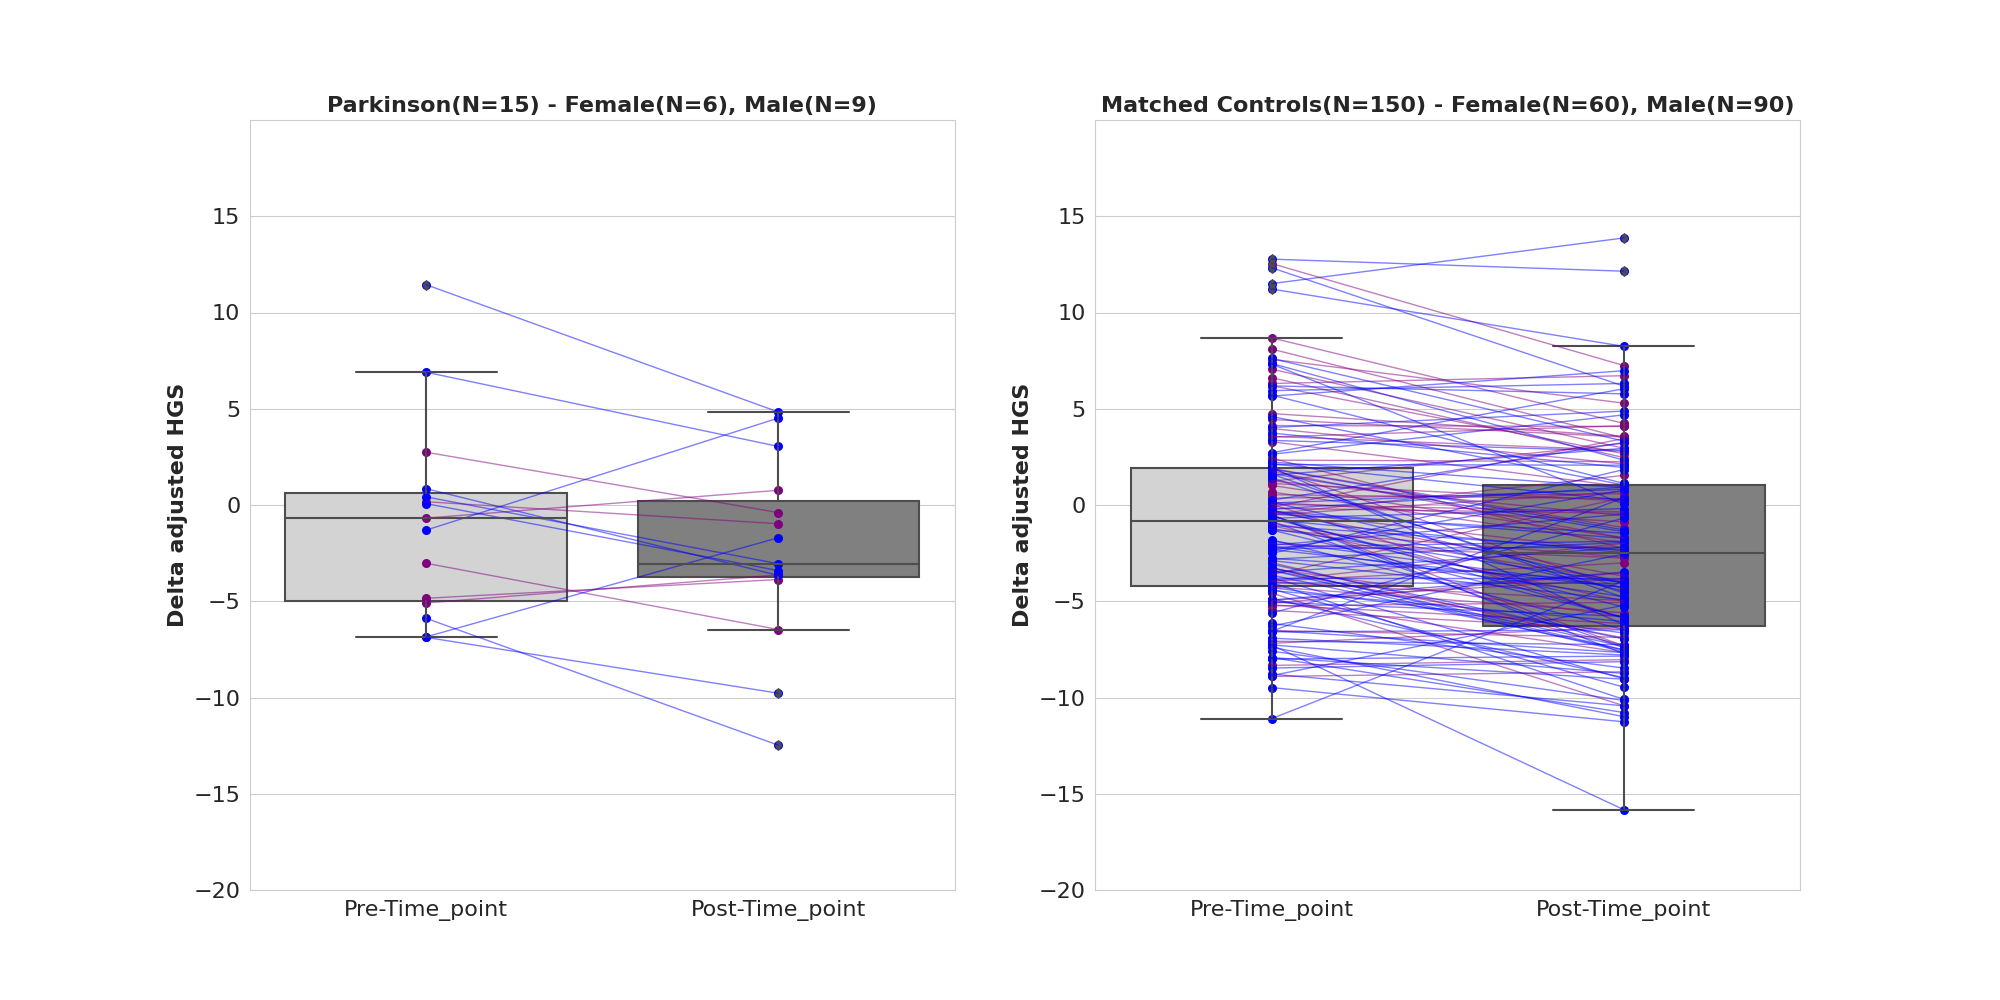 Parkinson(N=15) - Female(N=6), Male(N=9)
Delta adjusted HGS
15
10
5
0
−5
−10
−15
−20
Pre-Time_point
Post-Time_point
Matched Controls(N=150) - Female(N=60), Male(N=90)
Delta adjusted HGS
15
10
5
0
−5
−10
−15
−20
Pre-Time_point
Post-Time_point